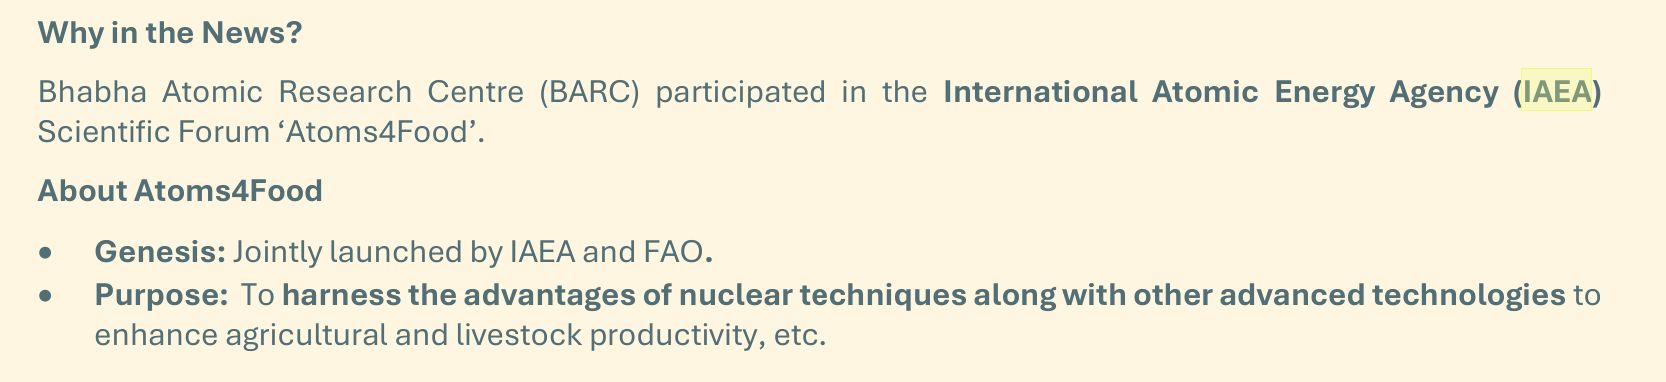 Why in the News?
Bhabha Atomic Research Centre (BARC) participated in the International Atomic Energy Agency (IAEA)
Scientific Forum ‘Atoms4Food’.
About Atoms4Food
• Genesis: Jointly launched by IAEA and FAO.
• Purpose: To harness the advantages of nuclear techniques along with other advanced technologies to
enhance agricultural and livestock productivity, etc.